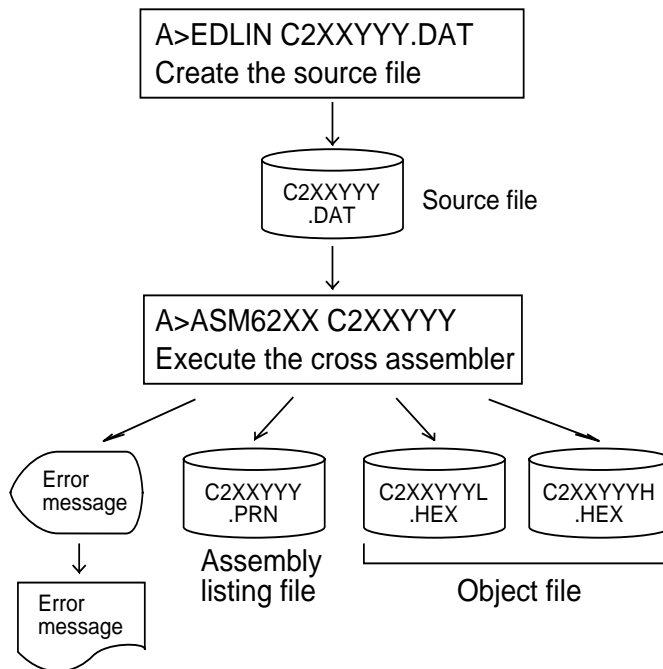 A>EDLIN C2XXYYY.DAT
Create the source file
C2XXYYY
.DAT
Source file
A>ASM62XX C2XXYYY
Execute the cross assembler
Error
message
C2XXYYY
.PRN
C2XXYYYL
.HEX
C2XXYYYH
.HEX
Assembly
listing file
Object file
Error
message